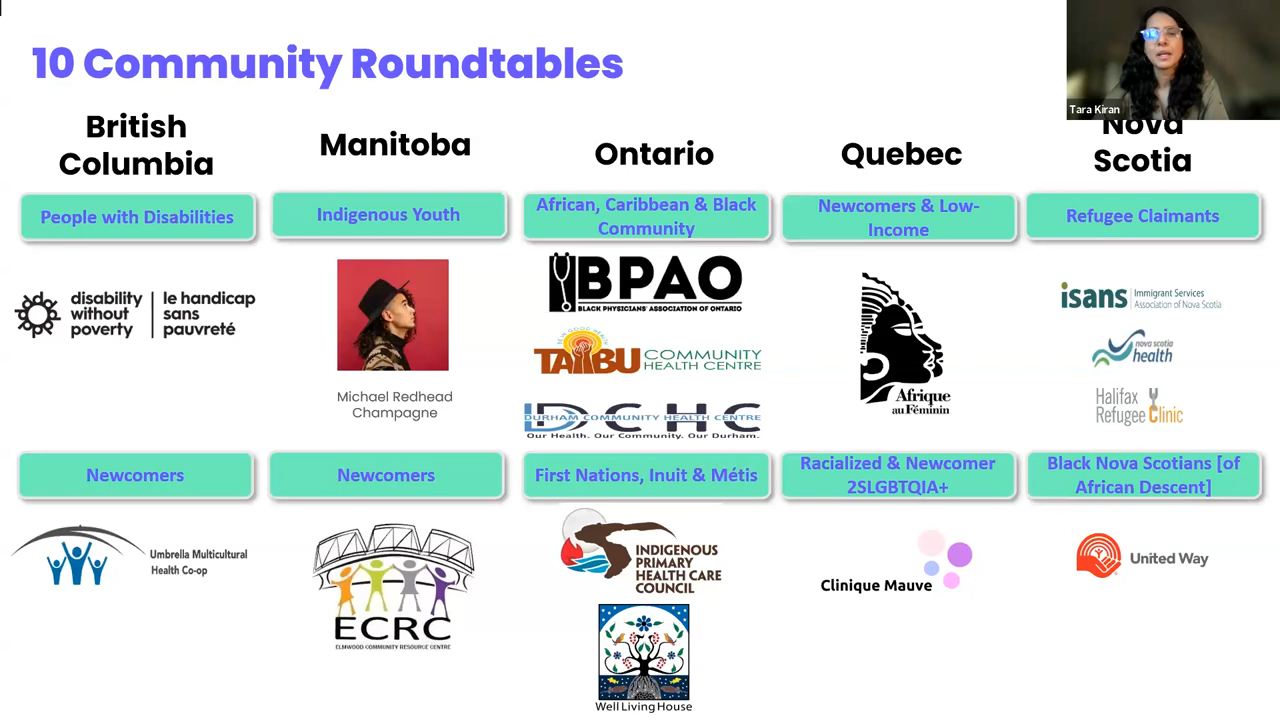 10 Community Roundtables
Tara Kiran
British
Columbia
Manitoba
Ontario
Quebec
Nova
Scotia
People with Disabilities
Indigenous Youth
African, Caribbean & Black
Community
Newcomers & Low-
Income
Refugee Claimants
disability
without
poverty
le handicap
sans
pauvreté
Michael Redhead
Champagne
BPAO
BLACK PHYSICIANS' ASSOCIATION OF ONTARIO
TAIBU COMMUNITY
HEALTH CENTRE
DCHC
DURHAM COMMUNITY HEALTH CENTRE
Our Health. Our Community. Our Durham.
Afrique
au Féminin
isans Immigrant Services
Association of Nova Scotia
nova scotia
health
Halifax
Refugee Clinic
Newcomers
Newcomers
First Nations, Inuit & Métis
Racialized & Newcomer
2SLGBTQIA+
Black Nova Scotians [of
African Descent]
Umbrella Multicultural
Health Co-op
ECRC
ELMWOOD COMMUNITY RESOURCE CENTRE
INDIGENOUS
PRIMARY
HEALTH CARE
COUNCIL
Well Living House
Clinique Mauve
United Way